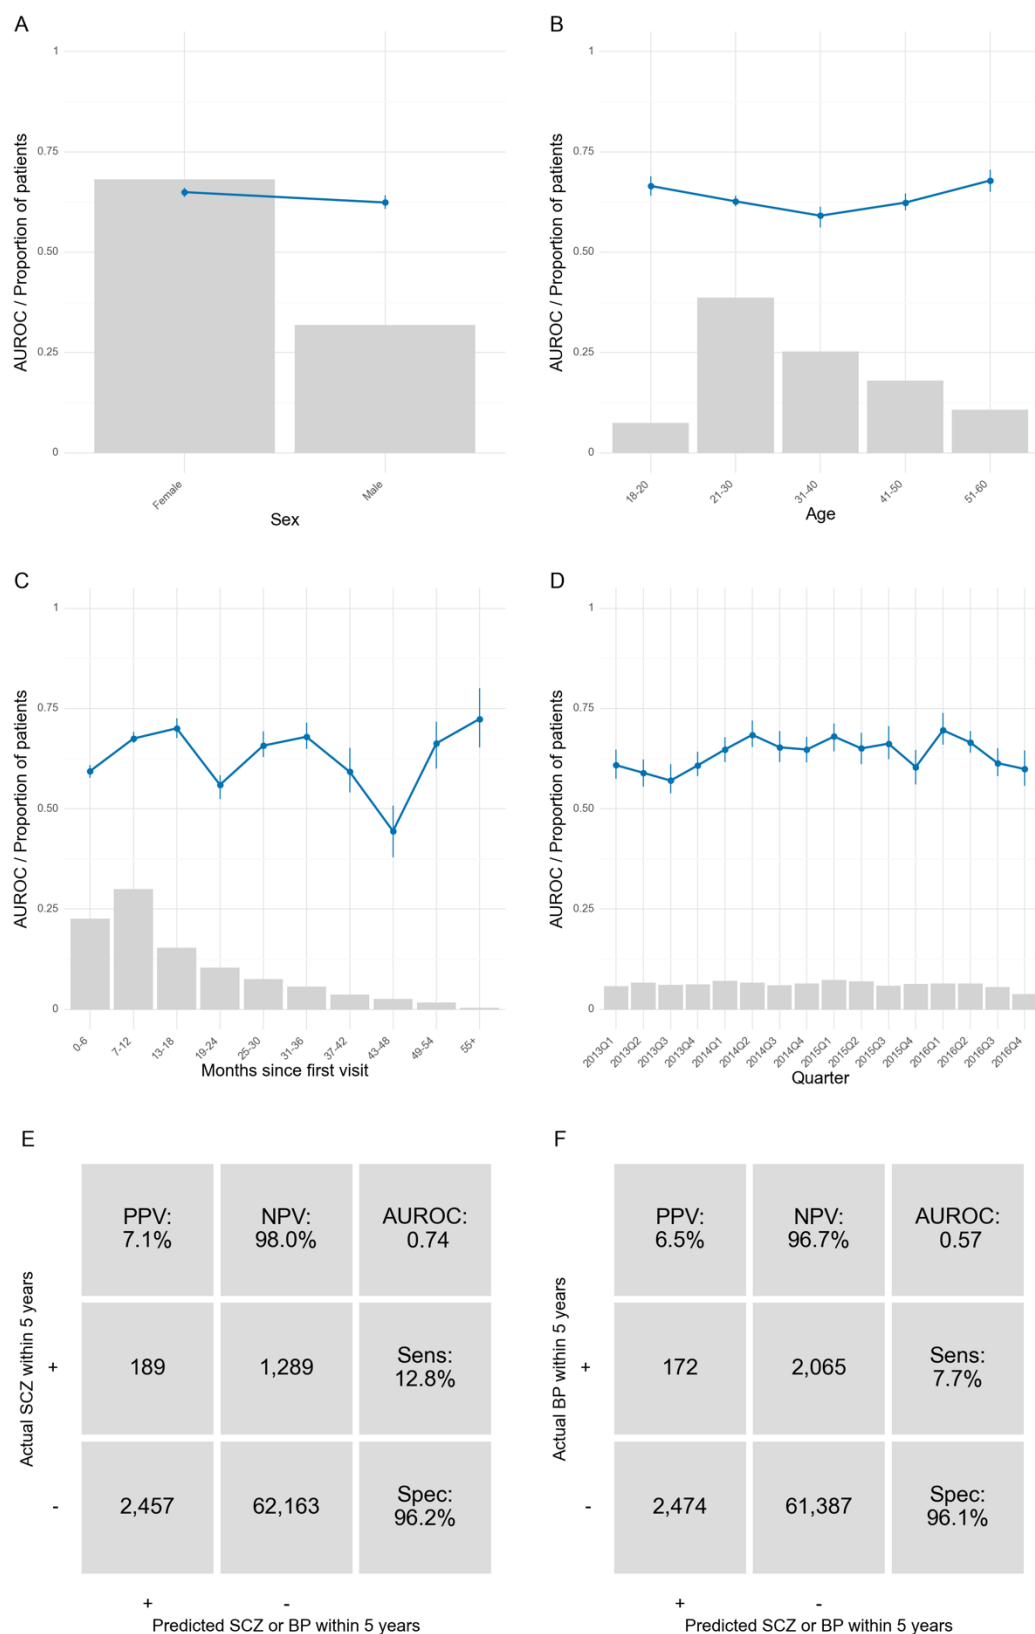 A
AUROC / Proportion of patients
1
0.75
0.50
0.25
0
Female
Male
Sex
B
AUROC / Proportion of patients
1
0.75
0.50
0.25
0
18-20
21-30
31-40
41-50
51-60
Age
C
AUROC / Proportion of patients
1
0.75
0.50
0.25
0
0-6
7-12
13-18
19-24
25-30
31-36
37-42
43-48
49-54
55+
Months since first visit
D
AUROC / Proportion of patients
1
0.75
0.50
0.25
0
2013Q1
2013Q2
2013Q3
2013Q4
2014Q1
2014Q2
2014Q3
2014Q4
2015Q1
2015Q2
2015Q3
2015Q4
2016Q1
2016Q2
2016Q3
2016Q4
Quarter
E
Actual SCZ within 5 years
PPV:
7.1%
NPV:
98.0%
AUROC:
0.74
+
189
1,289
Sens:
12.8%
-
2,457
62,163
Spec:
96.2%
+
-
Predicted SCZ or BP within 5 years
F
Actual BP within 5 years
PPV:
6.5%
NPV:
96.7%
AUROC:
0.57
+
172
2,065
Sens:
7.7%
-
2,474
61,387
Spec:
96.1%
+
-
Predicted SCZ or BP within 5 years